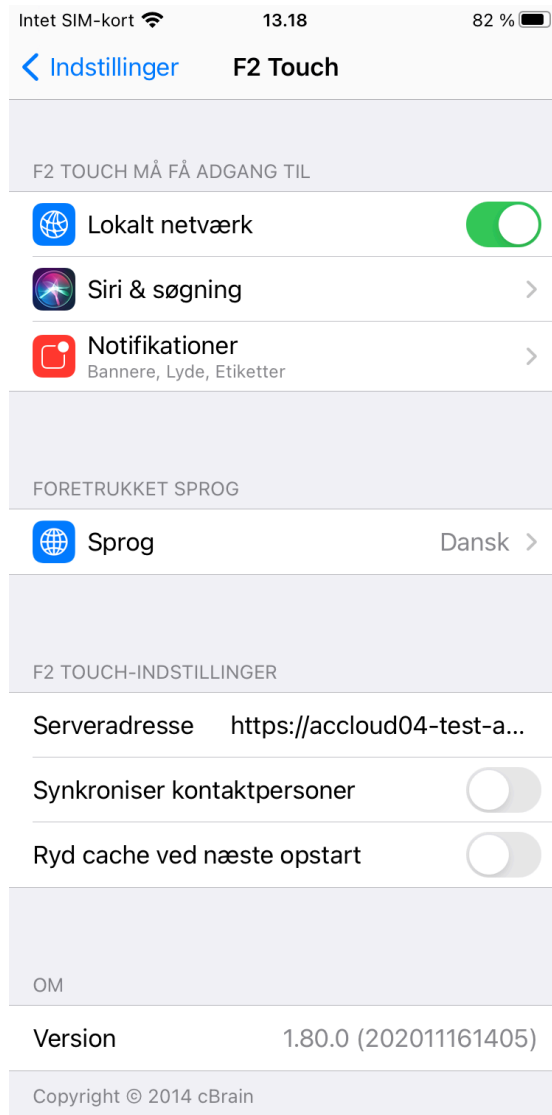 Intet SIM-kort 13.18 82 %
Indstillinger F2 Touch
F2 TOUCH MÅ FÅ ADGANG TIL
Lokalt netværk
Siri & søgning
Notifikationer
Bannere, Lyde, Etiketter
FORETRUKKET SPROG
Sprog Dansk
F2 TOUCH-INDSTILLINGER
Serveradresse https://accloud04-test-a...
Synkroniser kontaktpersoner
Ryd cache ved næste opstart
OM
Version 1.80.0 (202011161405)
Copyright © 2014 cBrain